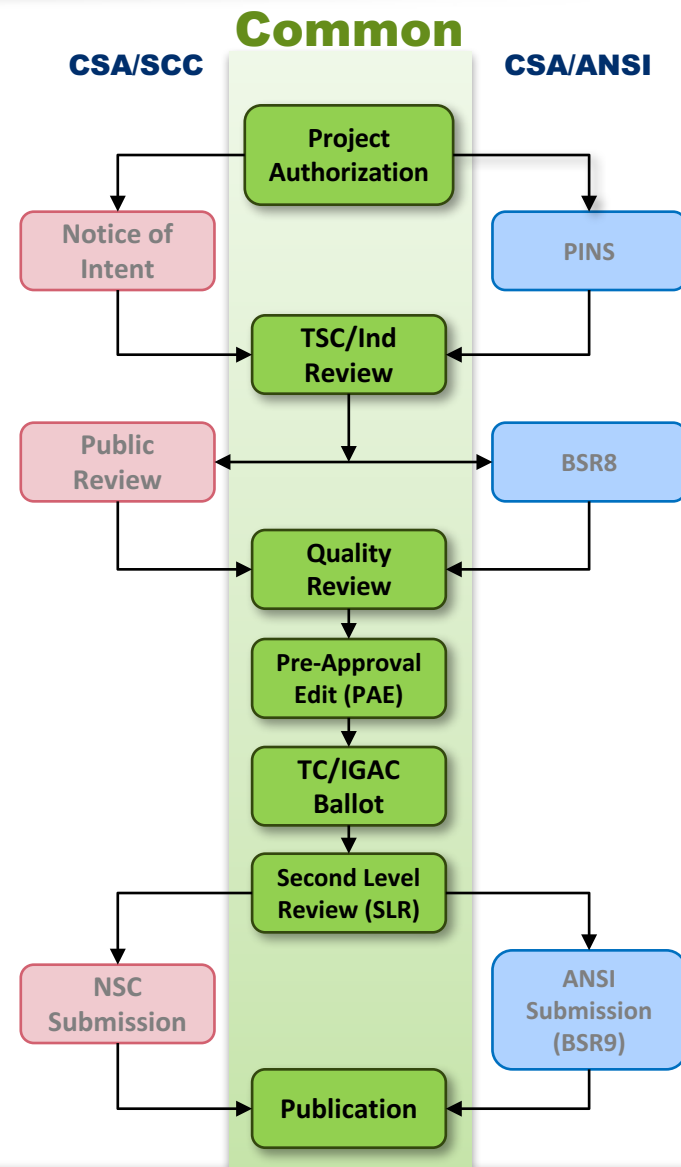 Common
CSA/SCC
CSA/ANSI
Project
Authorization
Notice of
Intent
PINS
TSC/Ind
Review
Public
Review
BSR8
Quality
Review
Pre-Approval
Edit (PAE)
TC/IGAC
Ballot
Second Level
Review (SLR)
NSC
Submission
ANSI
Submission
(BSR9)
Publication